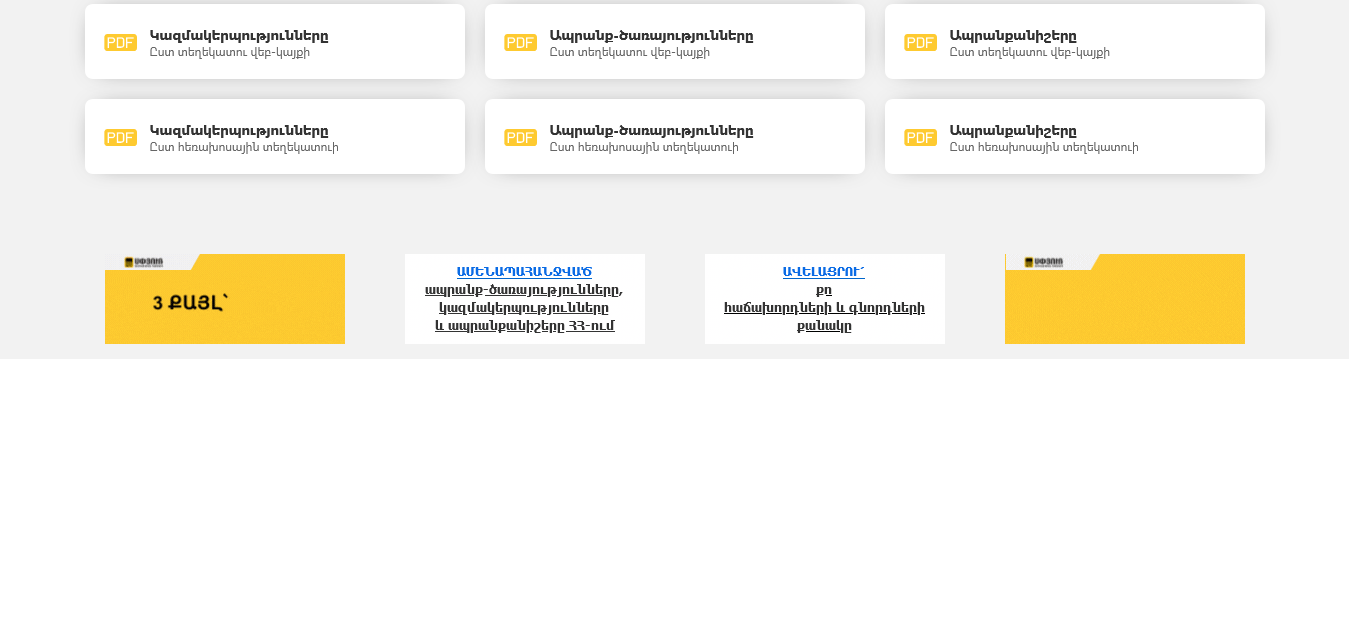 PDF
Կազմակերպությունները
Ըստ տեղեկատու վեբ-կայքի
PDF
Ապրանք-ծառայությունները
Ըստ տեղեկատու վեբ-կայքի
PDF
Ապրանքանիշերը
Ըստ տեղեկատու վեբ-կայքի
PDF
Կազմակերպությունները
Ըստ հեռախոսային տեղեկատուի
PDF
Ապրանք-ծառայությունները
Ըստ հեռախոսային տեղեկատուի
PDF
Ապրանքանիշերը
Ըստ հեռախոսային տեղեկատուի
ՍՓՅՈՒՌ
3 ՔԱՅԼ՝
ԱՄԵՆԱՊԱՀԱՆՋՎԱԾ
ապրանք-ծառայությունները,
կազմակերպությունները
և ապրանքանիշերը ՀՀ-ում
ԱՎԵԼԱՑՐՈՒ՛
քո
հաճախորդների և գնորդների
քանակը
ՍՓՅՈՒՌ